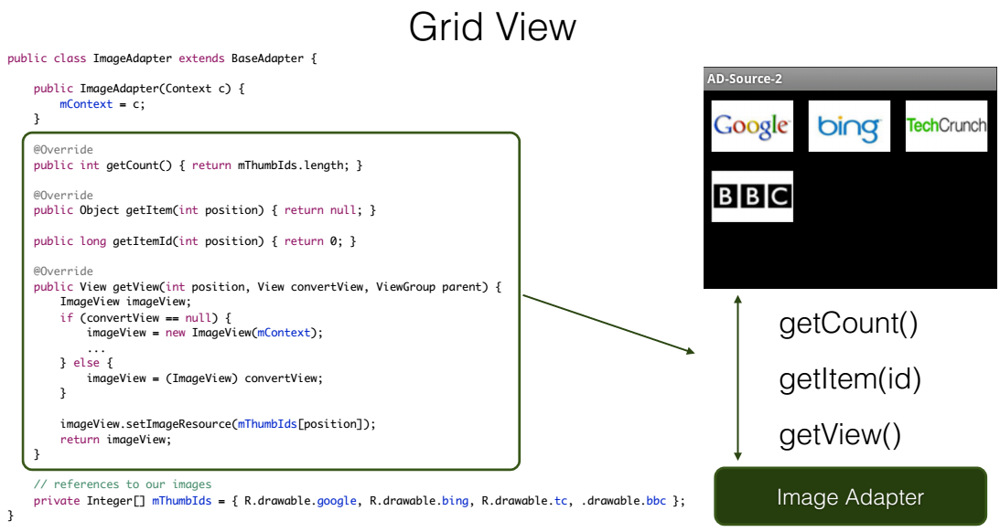 Grid View
public class ImageAdapter extends BaseAdapter {
public ImageAdapter(Context c) {
mContext = c;
}
@Override
public int getCount() { return mThumbIds.length; }
@Override
public Object getItem(int position) { return null; }
public long getItemId(int position) { return 0; }
@Override
public View getView(int position, View convertView, ViewGroup parent) {
ImageView imageView;
if (convertView == null) {
imageView = new ImageView(mContext);
...
} else {
imageView = (ImageView) convertView;
}
imageView.setImageResource(mThumbIds[position]);
return imageView;
}
// references to our images
private Integer[] mThumbIds = { R.drawable.google, R.drawable.bing, R.drawable.tc, .drawable.bbc };
}
AD-Source-2
Google bing TechCrunch
BBC
getCount()
getItem(id)
getView()
Image Adapter